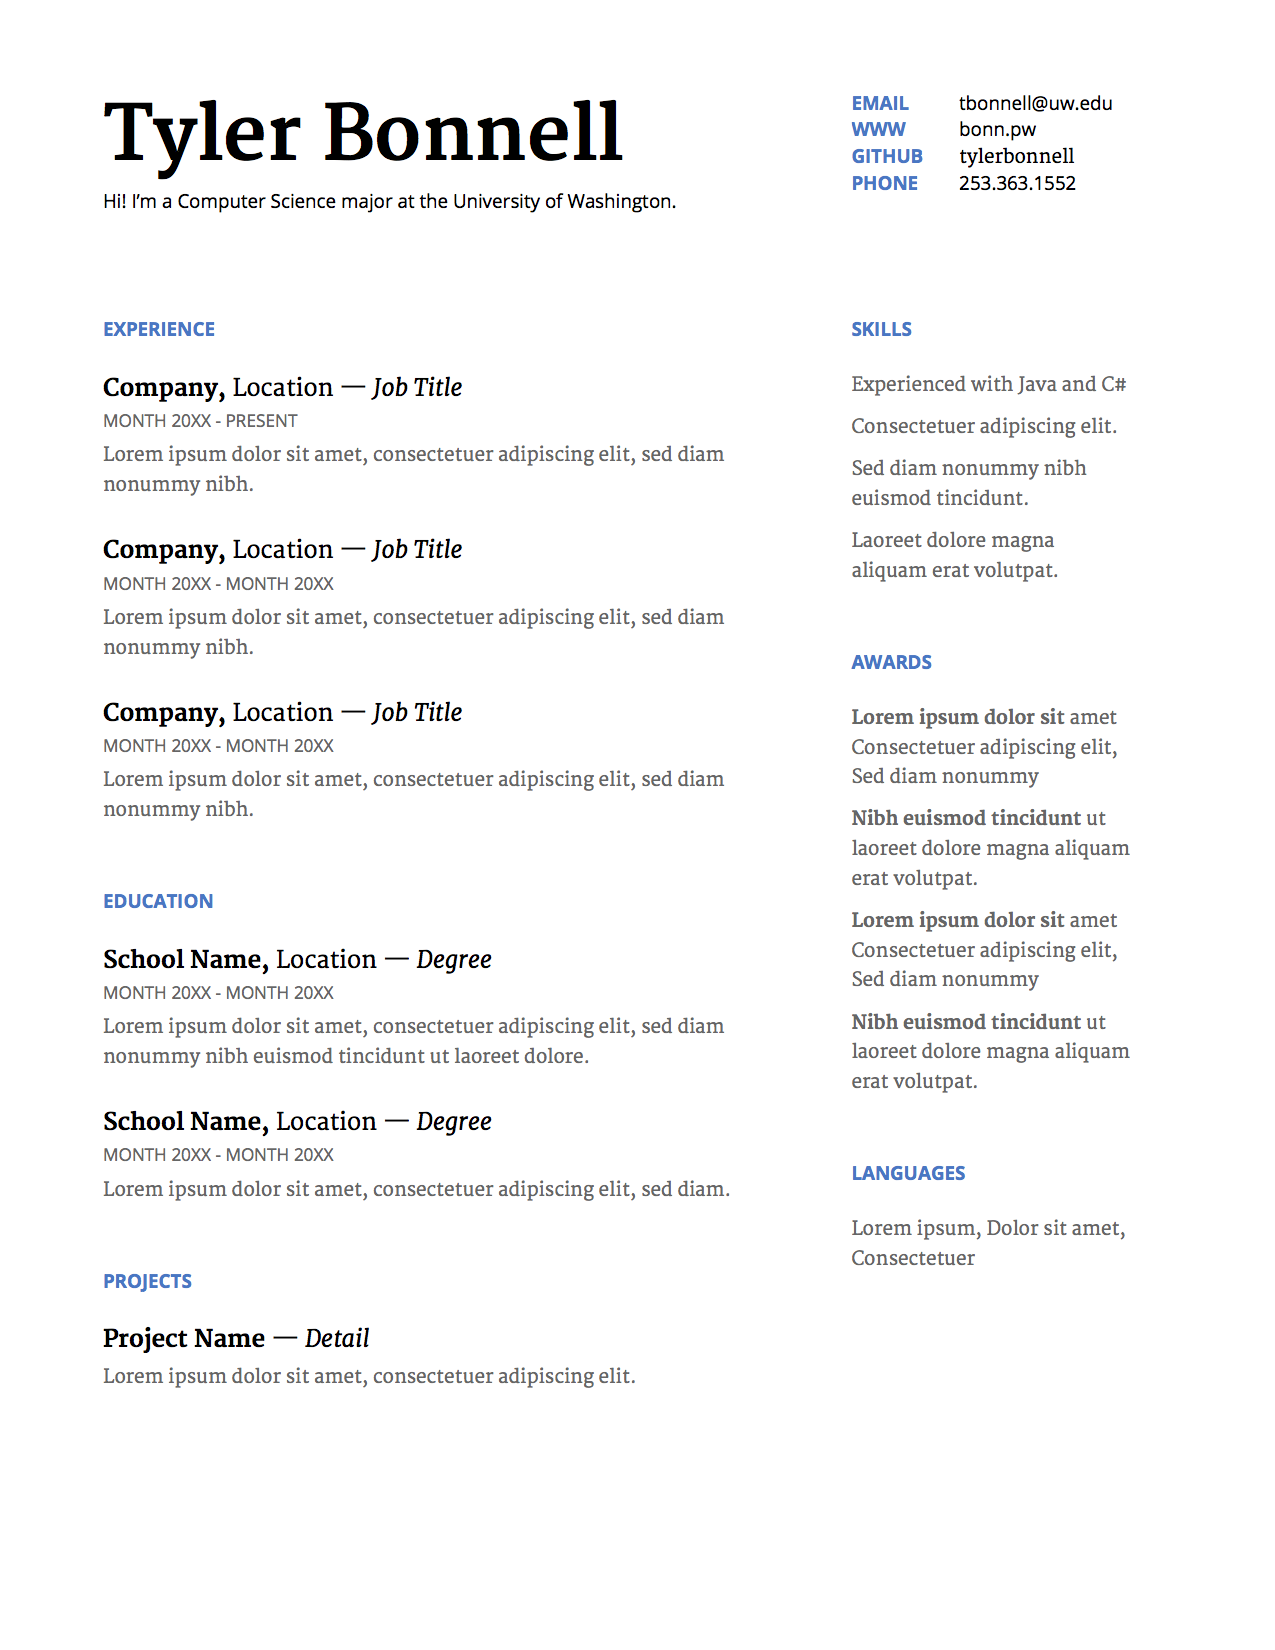 Tyler Bonnell
Hi! I’m a Computer Science major at the University of Washington.
EMAIL tbonnell@uw.edu
WWW bonn.pw
GITHUB tylerbonnell
PHONE 253.363.1552
EXPERIENCE
Company, Location — Job Title
MONTH 20XX - PRESENT
Lorem ipsum dolor sit amet, consectetuer adipiscing elit, sed diam
nonummy nibh.
Company, Location — Job Title
MONTH 20XX - MONTH 20XX
Lorem ipsum dolor sit amet, consectetuer adipiscing elit, sed diam
nonummy nibh.
Company, Location — Job Title
MONTH 20XX - MONTH 20XX
Lorem ipsum dolor sit amet, consectetuer adipiscing elit, sed diam
nonummy nibh.
EDUCATION
School Name, Location — Degree
MONTH 20XX - MONTH 20XX
Lorem ipsum dolor sit amet, consectetuer adipiscing elit, sed diam
nonummy nibh euismod tincidunt ut laoreet dolore.
School Name, Location — Degree
MONTH 20XX - MONTH 20XX
Lorem ipsum dolor sit amet, consectetuer adipiscing elit, sed diam.
PROJECTS
Project Name — Detail
Lorem ipsum dolor sit amet, consectetuer adipiscing elit.
SKILLS
Experienced with Java and C#
Consectetuer adipiscing elit.
Sed diam nonummy nibh
euismod tincidunt.
Laoreet dolore magna
aliquam erat volutpat.
AWARDS
Lorem ipsum dolor sit amet
Consectetuer adipiscing elit,
Sed diam nonummy
Nibh euismod tincidunt ut
laoreet dolore magna aliquam
erat volutpat.
Lorem ipsum dolor sit amet
Consectetuer adipiscing elit,
Sed diam nonummy
Nibh euismod tincidunt ut
laoreet dolore magna aliquam
erat volutpat.
LANGUAGES
Lorem ipsum, Dolor sit amet,
Consectetuer